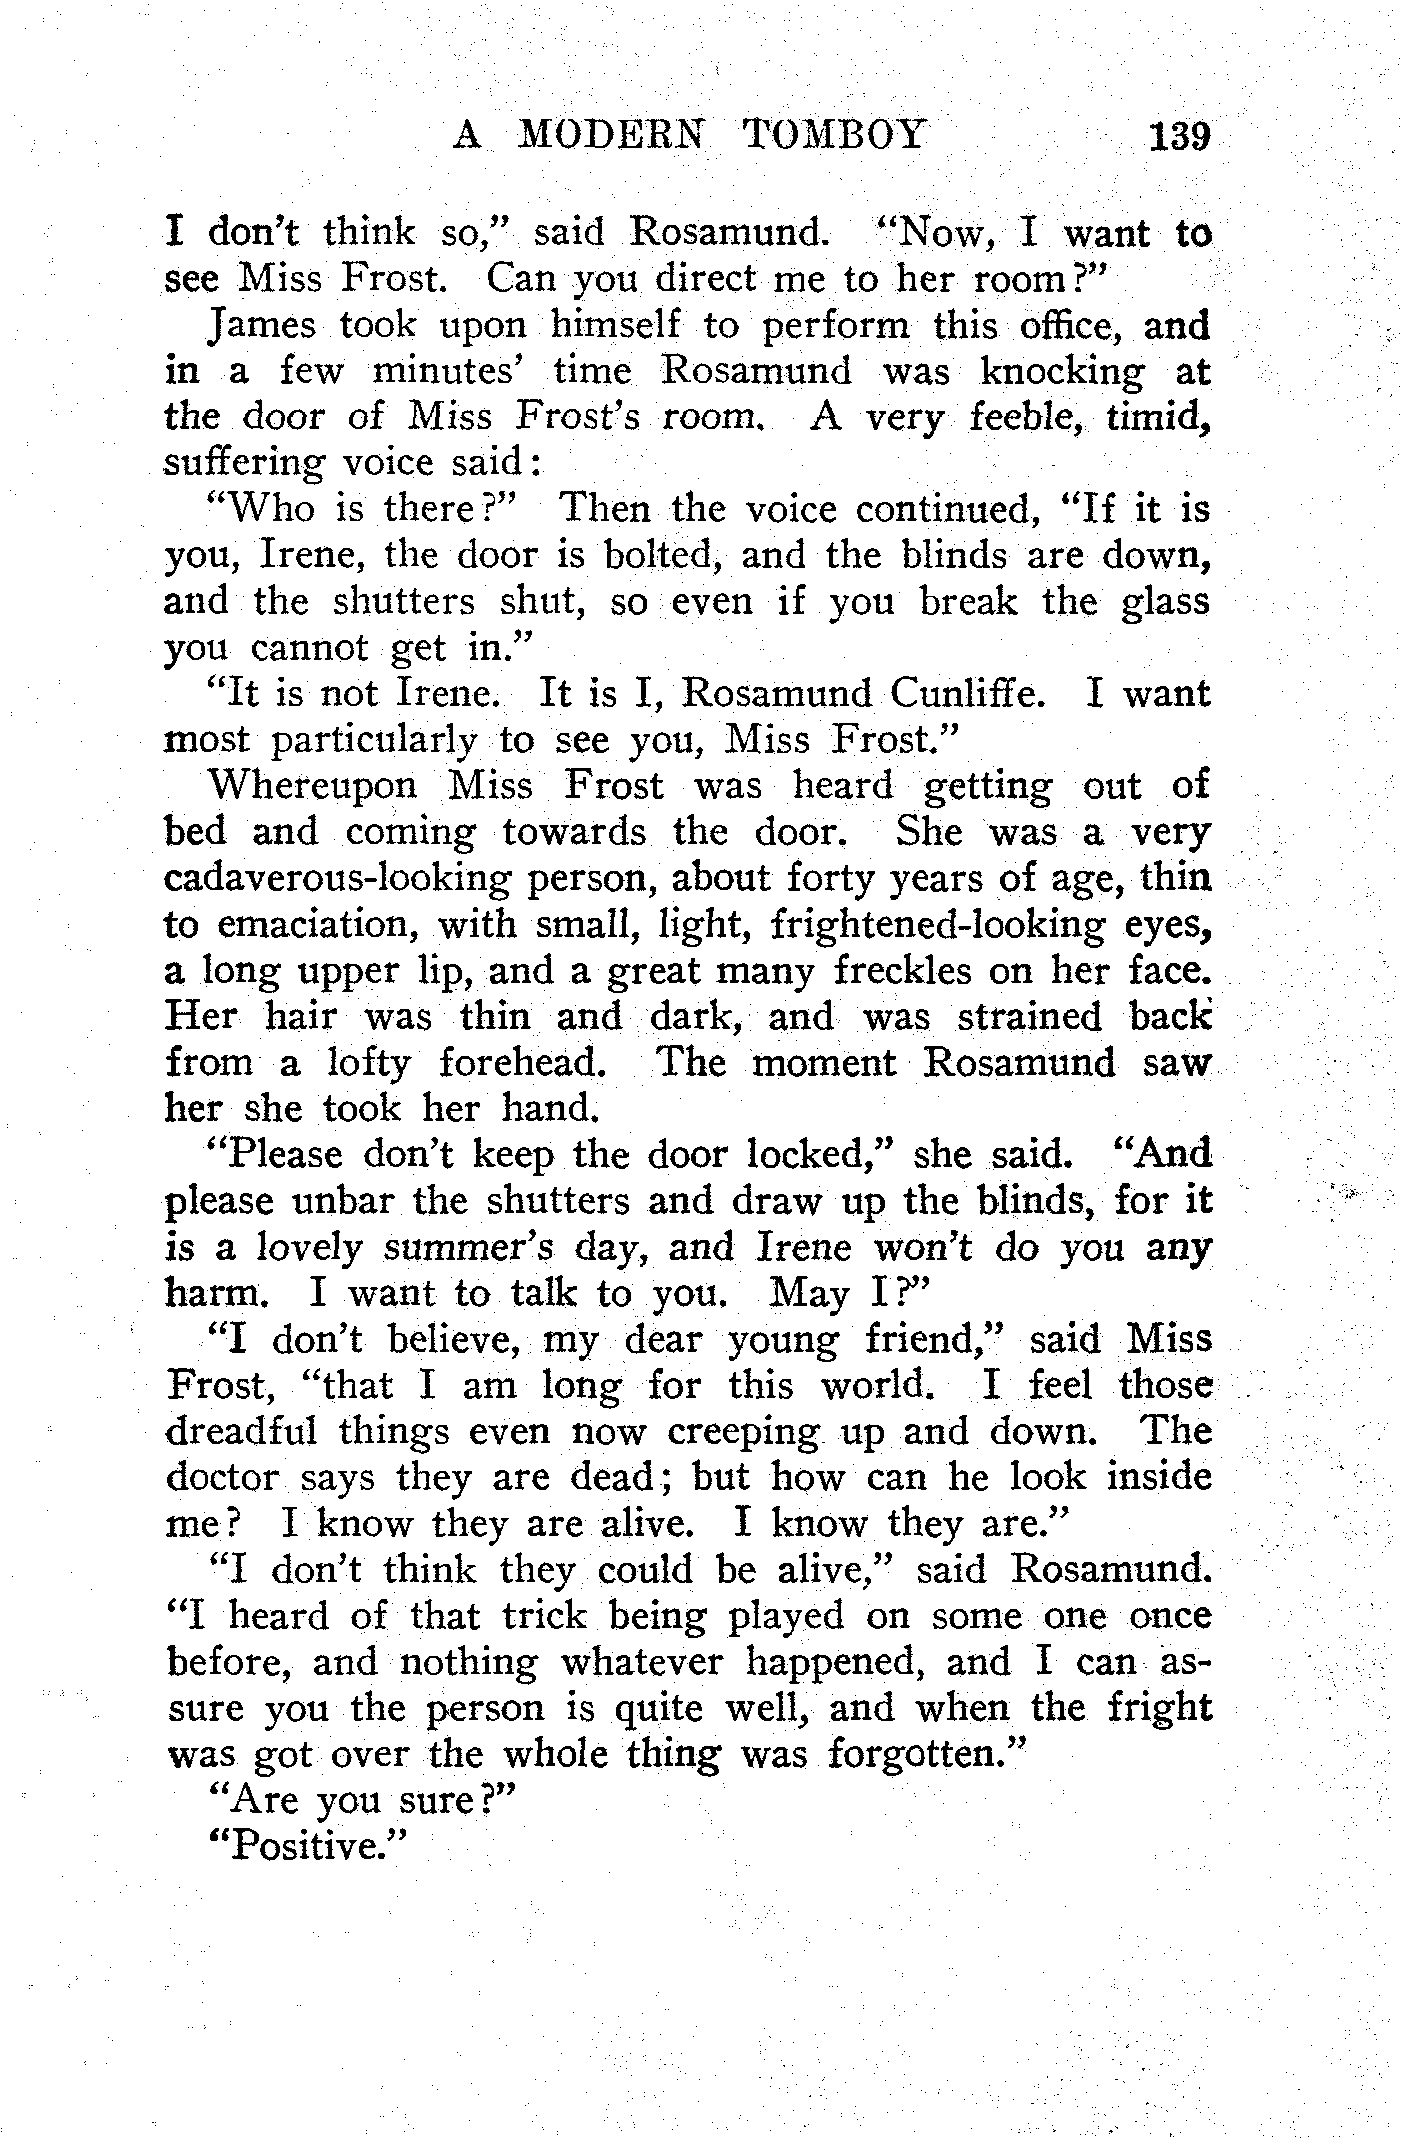 A MODERN TOMBOY 139
I don't think so," said Rosamund. "Now, I want to
see Miss Frost. Can you direct me to her room?"
James took upon himself to perform this office, and
in a few minutes' time Rosamund was knocking at
the door of Miss Frost's room. A very feeble, timid,
suffering voice said:
"Who is there?" Then the voice continued, "If it is
you, Irene, the door is bolted, and the blinds are down,
and the shutters shut, so even if you break the glass
you cannot get in."
"It is not Irene. It is I, Rosamund Cunliffe. I want
most particularly to see you, Miss Frost."
Whereupon Miss Frost was heard getting out of
bed and coming towards the door. She was a very
cadaverous-looking person, about forty years of age, thin
to emaciation, with small, light, frightened-looking eyes,
a long upper lip, and a great many freckles on her face.
Her hair was thin and dark, and was strained back
from a lofty forehead. The moment Rosamund saw
her she took her hand.
"Please don't keep the door locked," she said. "And
please unbar the shutters and draw up the blinds, for it
is a lovely summer's day, and Irene won't do you any
harm. I want to talk to you. May I?"
"I don't believe, my dear young friend," said Miss
Frost, "that I am long for this world. I feel those
dreadful things even now creeping up and down. The
doctor says they are dead; but how can he look inside
me? I know they are alive. I know they are."
"I don't think they could be alive," said Rosamund.
"I heard of that trick being played on some one once
before, and nothing whatever happened, and I can as-
sure you the person is quite well, and when the fright
was got over the whole thing was forgotten."
"Are you sure?"
"Positive."